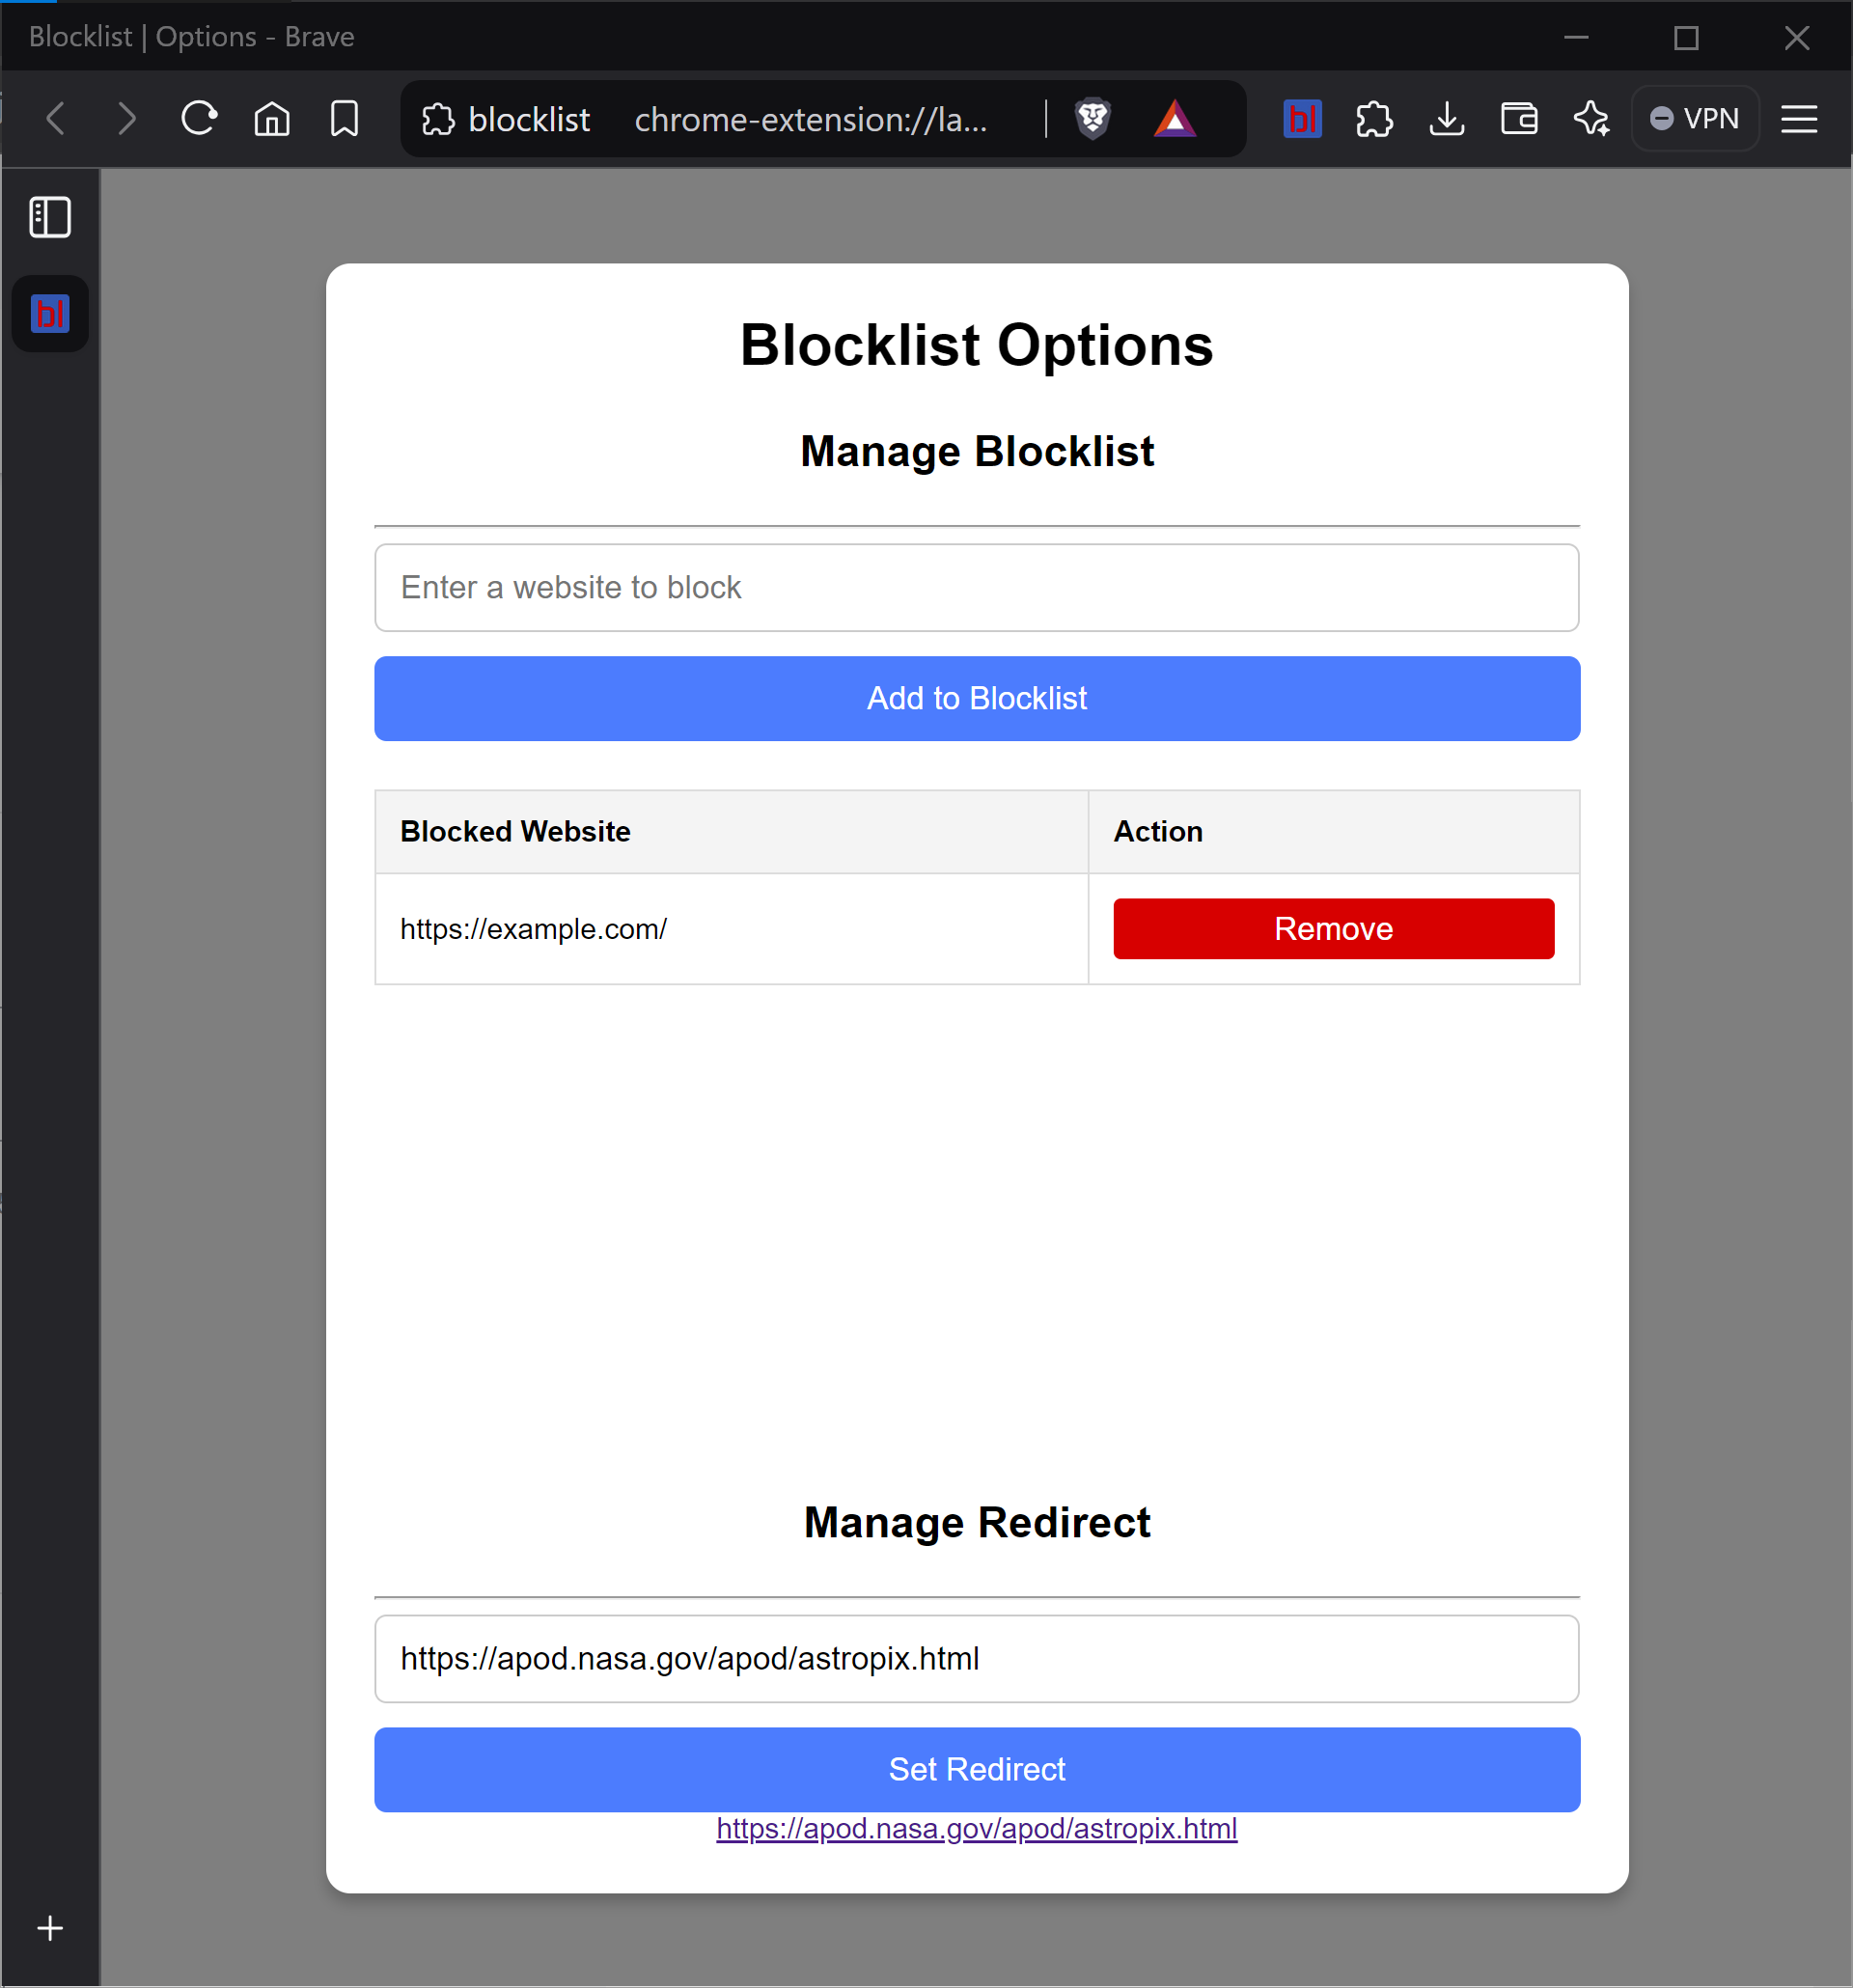 Blocklist | Options - Brave
blocklist chrome-extension://la... VPN
bl
bl
Blocklist Options
Manage Blocklist
Enter a website to block
Add to Blocklist
Blocked Website Action
https://example.com/ Remove
Manage Redirect
https://apod.nasa.gov/apod/astropix.html
Set Redirect
https://apod.nasa.gov/apod/astropix.html